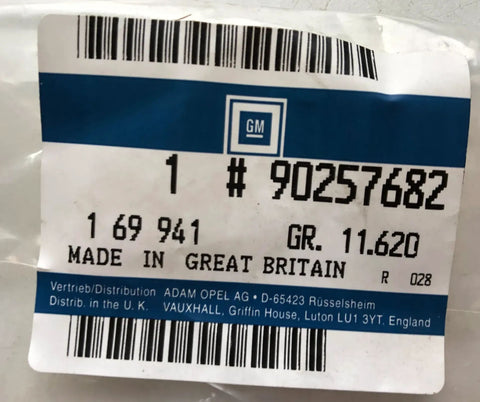 GM
1 # 90257682
1 69 941 GR. 11.620
MADE IN GREAT BRITAIN R 028
Vertrieb/Distribution ADAM OPEL AG • D-65423 Rüsselsheim
Distrib. in the U. K. VAUXHALL, Griffin House, Luton LU1 3YT. England